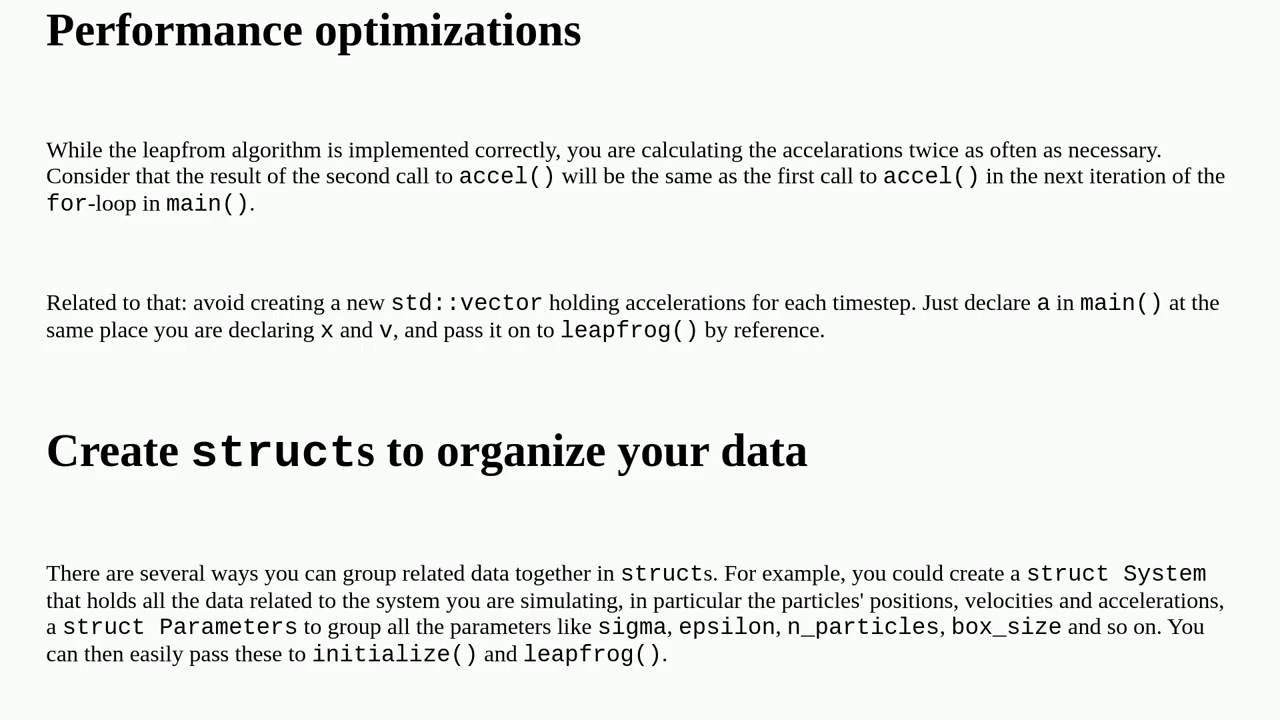 Performance optimizations
While the leapfrom algorithm is implemented correctly, you are calculating the accelarations twice as often as necessary.
Consider that the result of the second call to accel() will be the same as the first call to accel() in the next iteration of the
for-loop in main().
Related to that: avoid creating a new std::vector holding accelerations for each timestep. Just declare a in main() at the
same place you are declaring x and v, and pass it on to leapfrog() by reference.
Create structs to organize your data
There are several ways you can group related data together in structs. For example, you could create a struct System
that holds all the data related to the system you are simulating, in particular the particles' positions, velocities and accelerations,
a struct Parameters to group all the parameters like sigma, epsilon, n_particles, box_size and so on. You
can then easily pass these to initialize() and leapfrog().